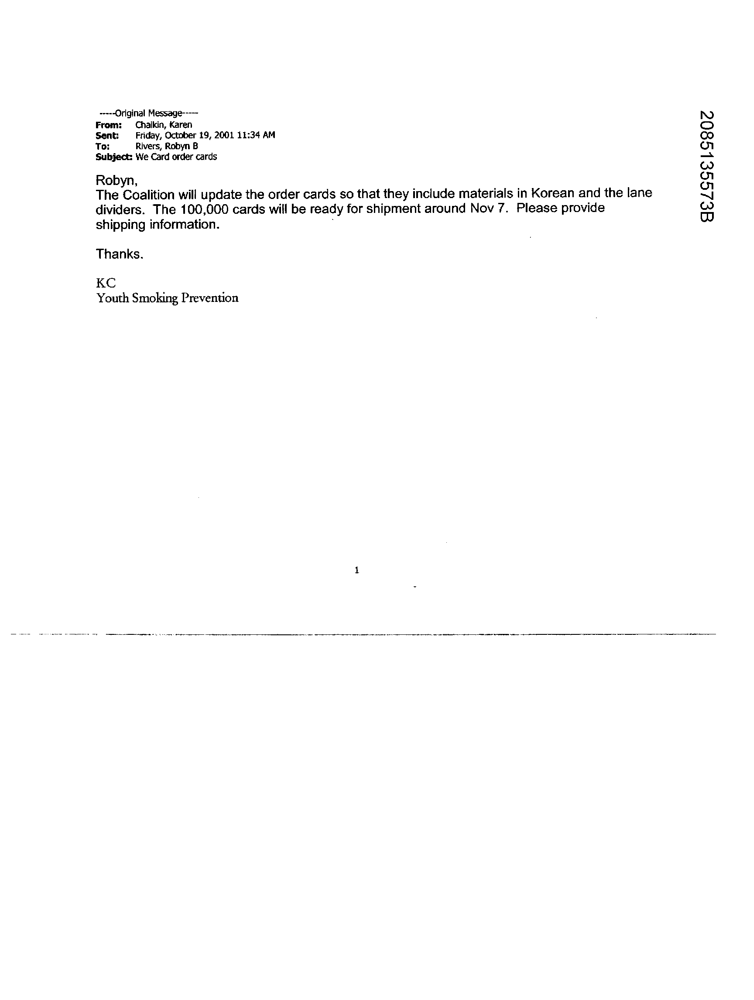 -----Original Message-----
From: Chalkin, Karen
Sent: Friday, October 19, 2001 11:34 AM
To: Rivers, Robyn B
Subject: We Card order cards
Robyn,
The Coalition will update the order cards so that they include materials in Korean and the lane
dividers. The 100,000 cards will be ready for shipment around Nov 7. Please provide
shipping information.
Thanks.
KC
Youth Smoking Prevention
1
2085135573B